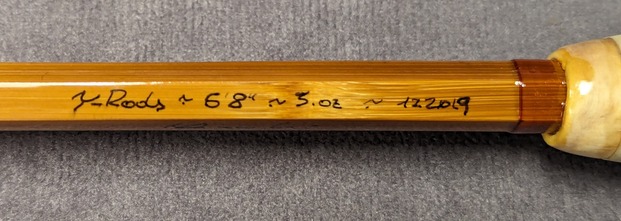 Y-Rods ~ 6'8" ~ 3.oz ~ 122019